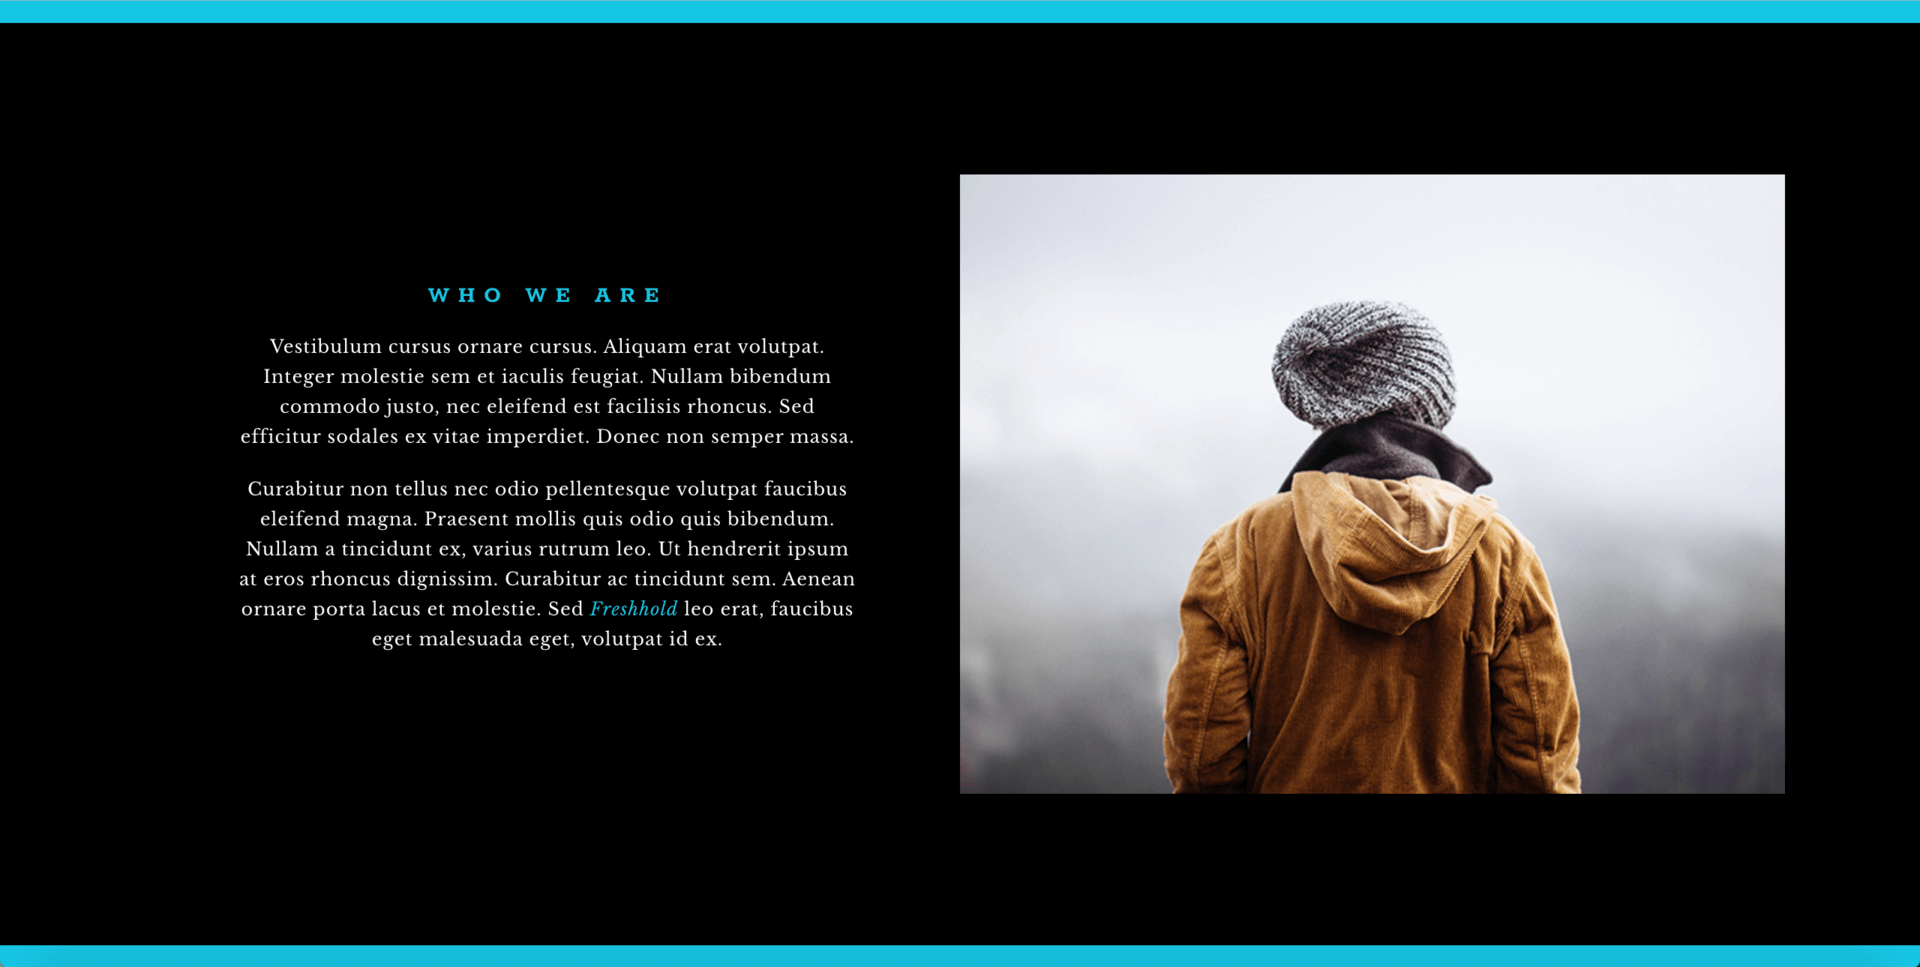 WHO WE ARE
Vestibulum cursus ornare cursus. Aliquam erat volutpat.
Integer molestie sem et iaculis feugiat. Nullam bibendum
commodo justo, nec eleifend est facilisis rhoncus. Sed
efficitur sodales ex vitae imperdiet. Donec non semper massa.
Curabitur non tellus nec odio pellentesque volutpat faucibus
eleifend magna. Praesent mollis quis odio quis bibendum.
Nullam a tincidunt ex, varius rutrum leo. Ut hendrerit ipsum
at eros rhoncus dignissim. Curabitur ac tincidunt sem. Aenean
ornare porta lacus et molestie. Sed Freshhold leo erat, faucibus
eget malesuada eget, volutpat id ex.